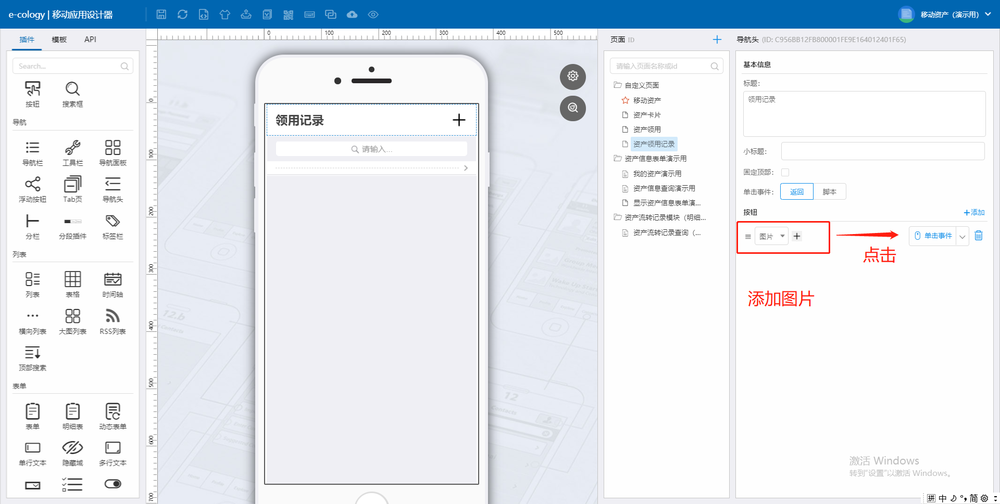 e-cology | 移动应用设计器
移动资产（演示用）
插件 模板 API
Search...
按钮 搜索框
导航
导航栏 工具栏 导航面板
浮动按钮 Tab页 导航头
分栏 分段插件 标签栏
列表
列表 表格 时间轴
横向列表 大图列表 RSS列表
顶部搜索
表单
表单 明细表 动态表单
单行文本 隐藏域 多行文本
0 100 200 300 400 500
0
100
200
300
400
500
600
700
领用记录
请输入...
页面 ID
请输入页面名称或id
自定义页面
移动资产
资产卡片
资产领用
资产领用记录
资产信息表单演示用
我的资产演示用
资产信息查询演示用
显示资产信息表单演...
资产流转记录模块（明细...
资产流转记录查询（...
导航头 (ID: C956BB12FB800001FE9E164012401F65)
基本信息
标题:
领用记录
小标题:
固定顶部:
单击事件: 返回 脚本
按钮 +添加
图片 单击事件
点击
添加图片
激活 Windows
转到"设置"以激活 Windows。
拼 中 简
12.b
Contacts
12
Contacts
Group Me
Wake Up Star